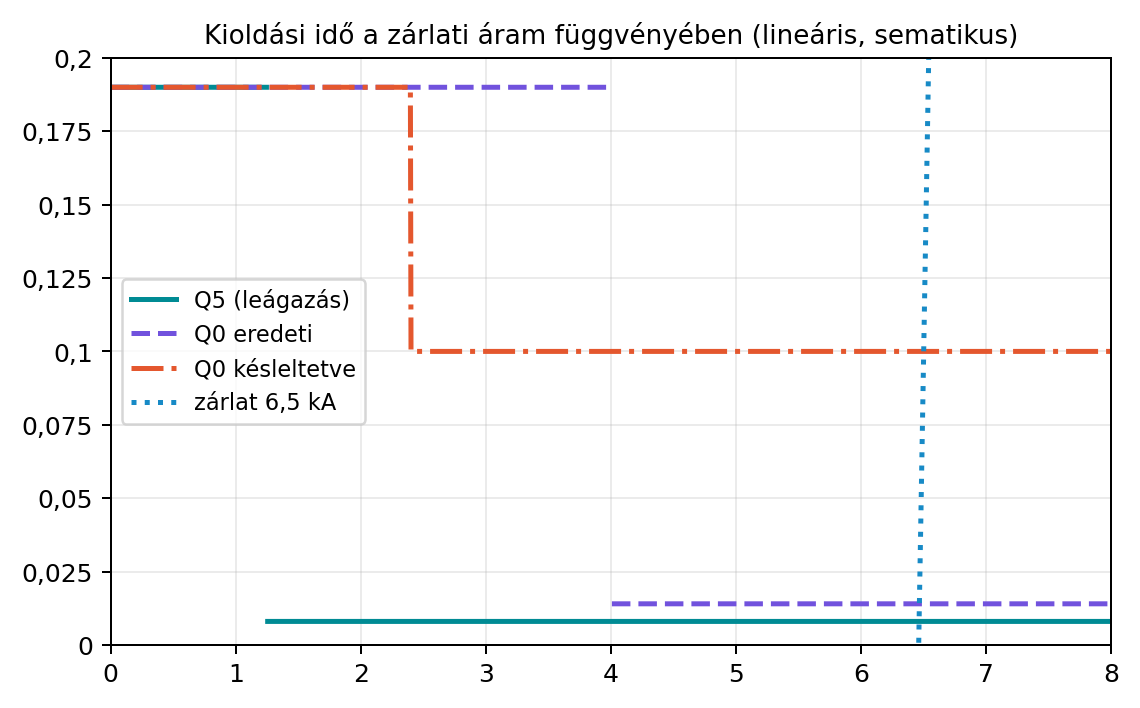 Kioldási idő a zárlati áram függvényében (lineáris, sematikus)
0,2
0,175
0,15
0,125
0,1
0,075
0,05
0,025
0
Q5 (leágazás)
Q0 eredeti
Q0 késleltetve
zárlat 6,5 kA
0 1 2 3 4 5 6 7 8